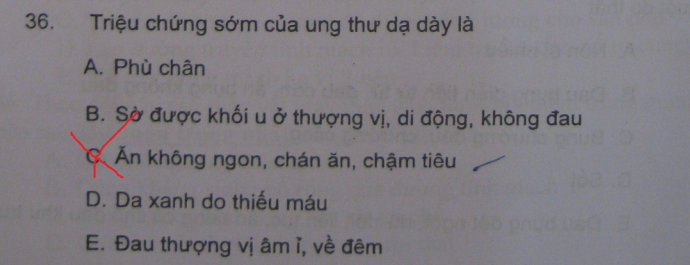 36. Triệu chứng sớm của ung thư dạ dày là
A. Phù chân
B. Sờ được khối u ở thượng vị, di động, không đau
C. Ăn không ngon, chán ăn, chậm tiêu
D. Da xanh do thiếu máu
E. Đau thượng vị âm ỉ, về đêm